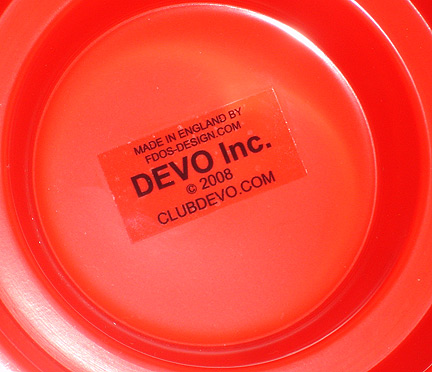 MADE IN ENGLAND BY
FDOS-DESIGN.COM
DEVO Inc.
© 2008
CLUBDEVO.COM